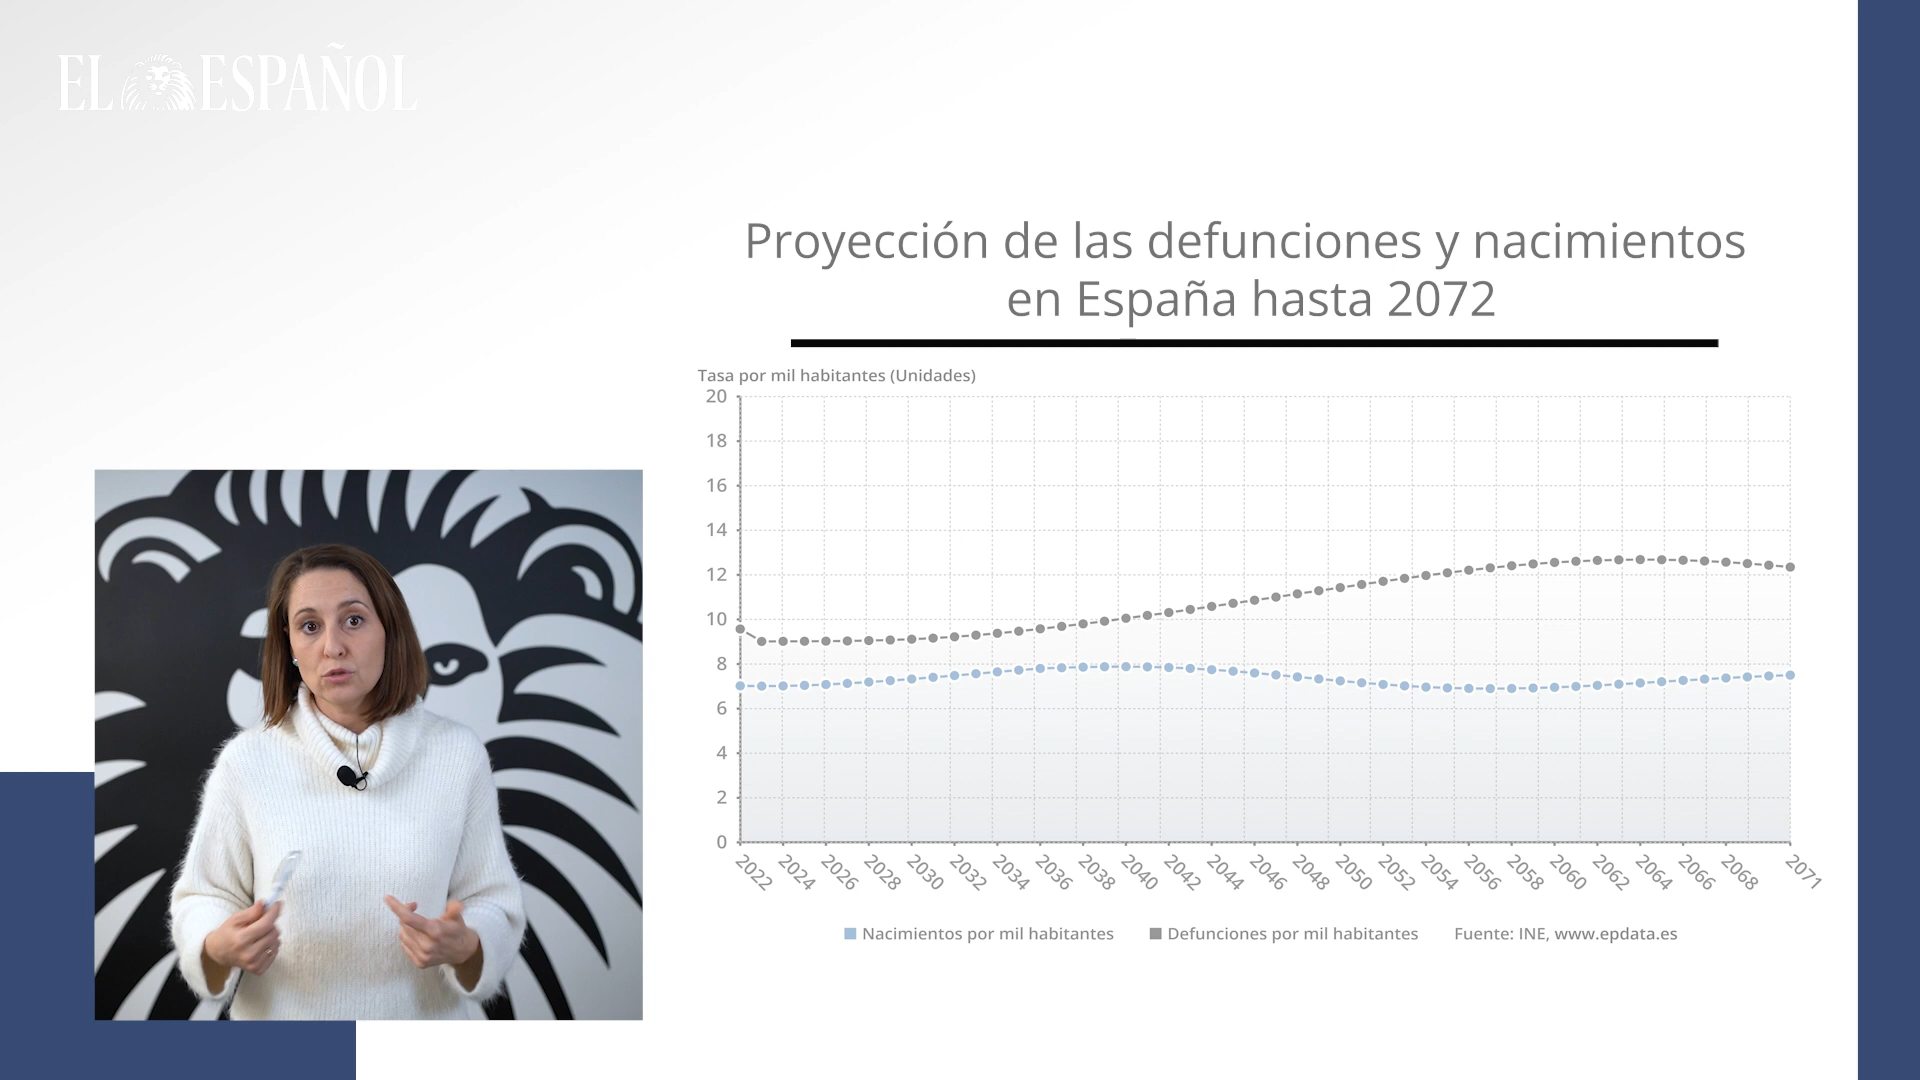 EL ESPAÑOL
Proyección de las defunciones y nacimientos
en España hasta 2072
Tasa por mil habitantes (Unidades)
20
18
16
14
12
10
8
6
4
2
0
2022 2024 2026 2028 2030 2032 2034 2036 2038 2040 2042 2044 2046 2048 2050 2052 2054 2056 2058 2060 2062 2064 2066 2068 2071
Nacimientos por mil habitantes Defunciones por mil habitantes Fuente: INE, www.epdata.es